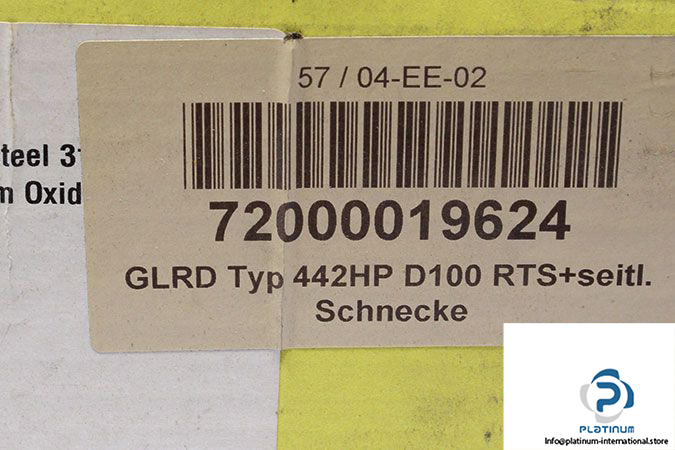 57 / 04-EE-02
teel 3
m Oxid
72000019624
GLRD Typ 442HP D100 RTS+seitl.
Schnecke
PLATINUM
Info@platinum-international.store